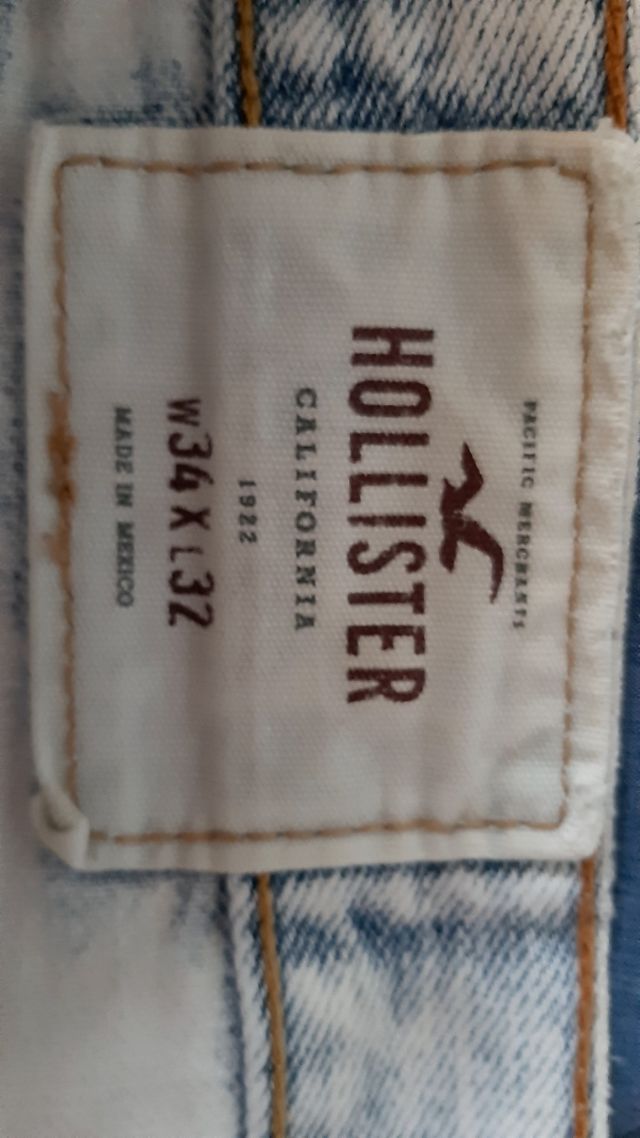 PACIFIC MERCHANTS
HOLLISTER
CALIFORNIA
1922
W34 X L32
MADE IN MEXICO